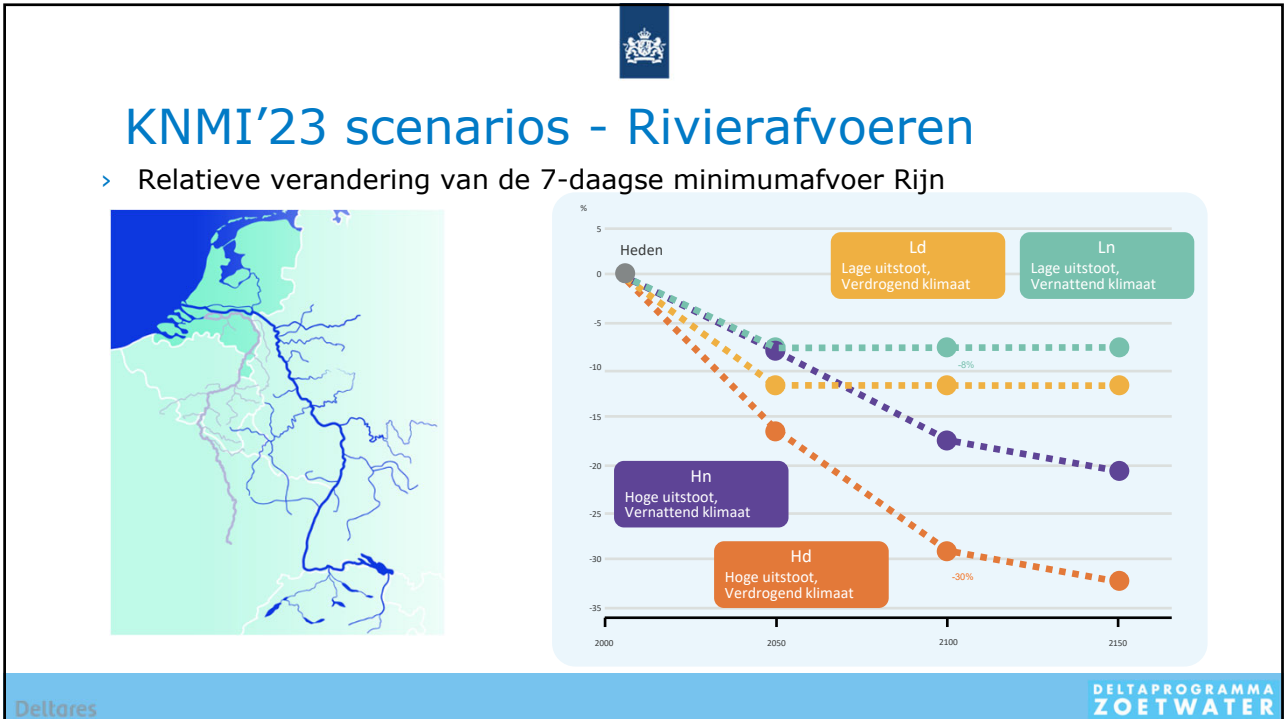 KNMI’23 scenarios - Rivierafvoeren
› Relatieve verandering van de 7-daagse minimumafvoer Rijn
%
5
0
-5
-10
-15
-20
-25
-30
-35
Heden
Ld
Lage uitstoot,
Verdrogend klimaat
Ln
Lage uitstoot,
Vernattend klimaat
-8%
Hn
Hoge uitstoot,
Vernattend klimaat
Hd
Hoge uitstoot,
Verdrogend klimaat
-30%
2000
2050
2100
2150
Deltares
DELTAPROGRAMMA
ZOETWATER